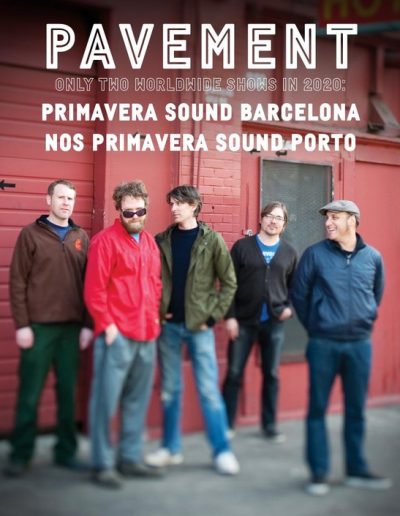 PAVEMENT
ONLY TWO WORLDWIDE SHOWS IN 2020:
PRIMAVERA SOUND BARCELONA
NOS PRIMAVERA SOUND PORTO